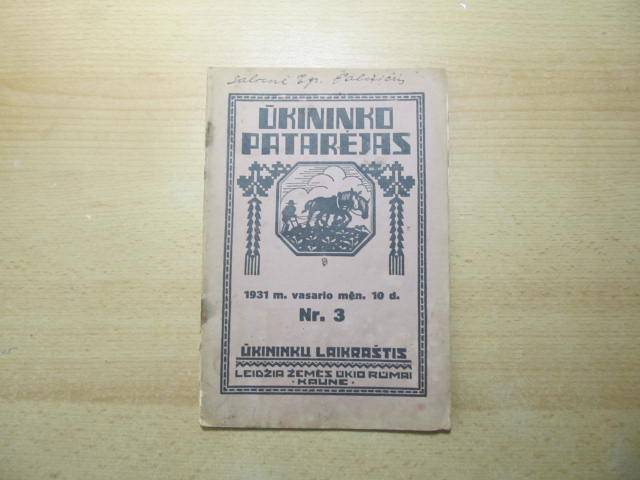 ŪKININKO
PATARĖJAS
1931 m. vasario mėn. 10 d.
Nr. 3
ŪKININKŲ LAIKRAŠTIS
LEIDŽIA ŽEMĖS ŪKIO RŪMAI
· KAUNE ·